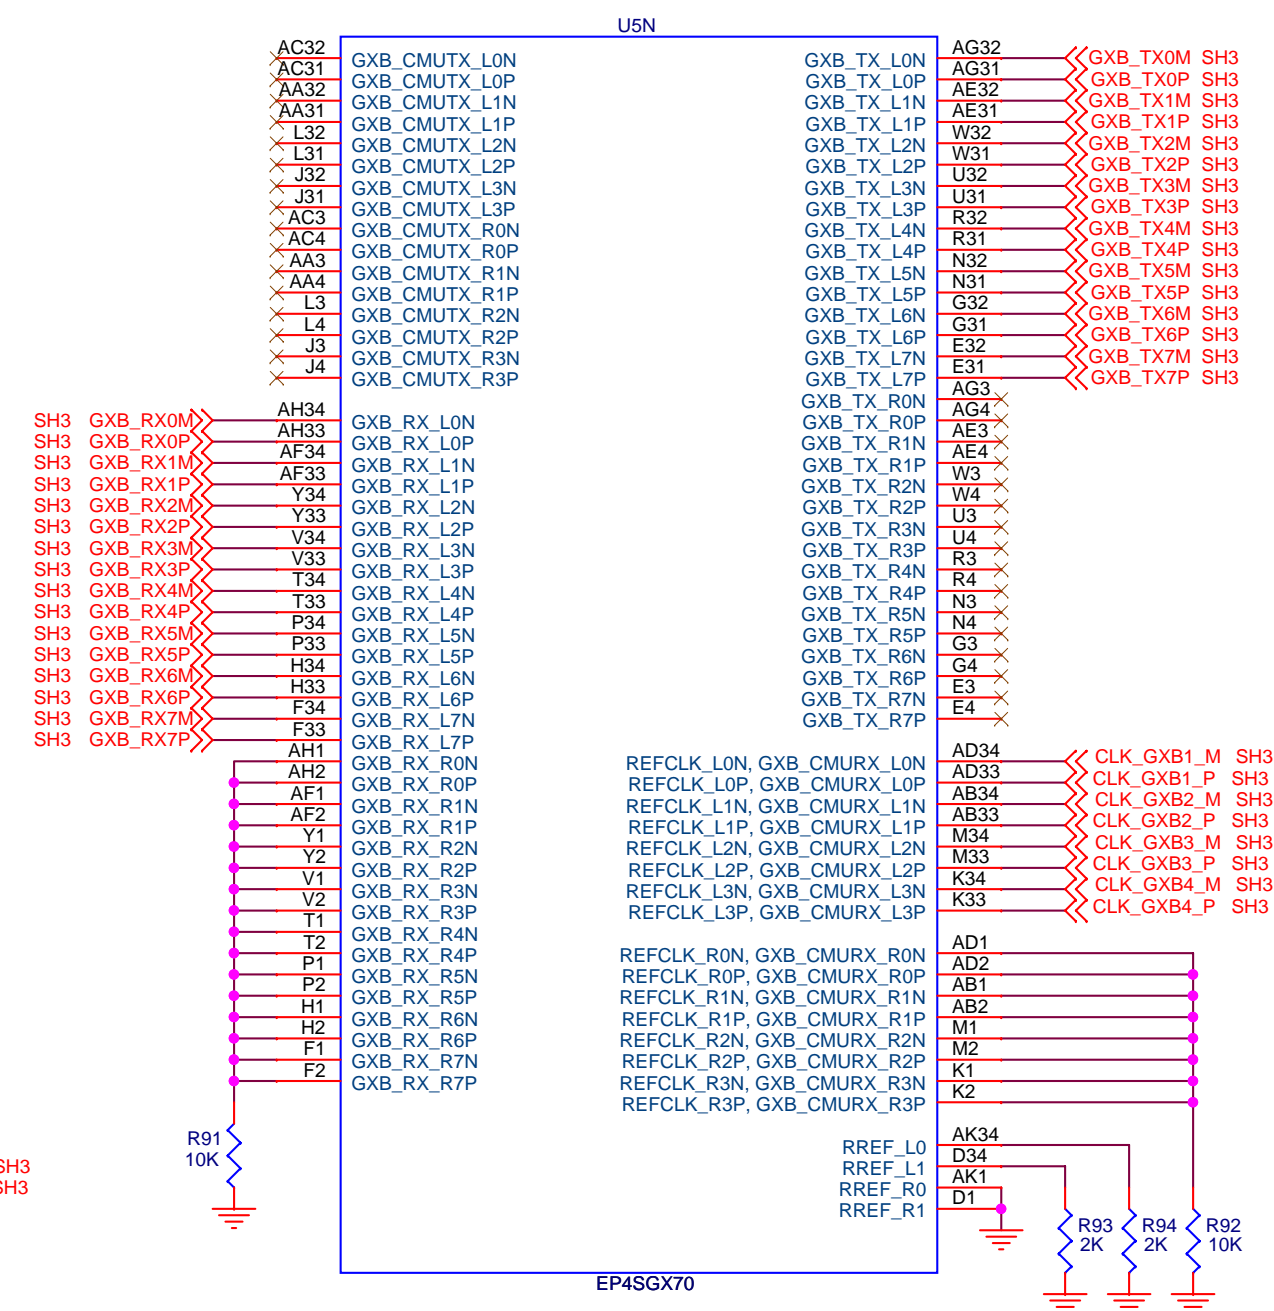 U5N
AC32 GXB_CMUTX_L0N
AC31 GXB_CMUTX_L0P
AA32 GXB_CMUTX_L1N
AA31 GXB_CMUTX_L1P
L32 GXB_CMUTX_L2N
L31 GXB_CMUTX_L2P
J32 GXB_CMUTX_L3N
J31 GXB_CMUTX_L3P
AC3 GXB_CMUTX_R0N
AC4 GXB_CMUTX_R0P
AA3 GXB_CMUTX_R1N
AA4 GXB_CMUTX_R1P
L3 GXB_CMUTX_R2N
L4 GXB_CMUTX_R2P
J3 GXB_CMUTX_R3N
J4 GXB_CMUTX_R3P
SH3 GXB_RX0M AH34 GXB_RX_L0N
SH3 GXB_RX0P AH33 GXB_RX_L0P
SH3 GXB_RX1M AF34 GXB_RX_L1N
SH3 GXB_RX1P AF33 GXB_RX_L1P
SH3 GXB_RX2M Y34 GXB_RX_L2N
SH3 GXB_RX2P Y33 GXB_RX_L2P
SH3 GXB_RX3M V34 GXB_RX_L3N
SH3 GXB_RX3P V33 GXB_RX_L3P
SH3 GXB_RX4M T34 GXB_RX_L4N
SH3 GXB_RX4P T33 GXB_RX_L4P
SH3 GXB_RX5M P34 GXB_RX_L5N
SH3 GXB_RX5P P33 GXB_RX_L5P
SH3 GXB_RX6M H34 GXB_RX_L6N
SH3 GXB_RX6P H33 GXB_RX_L6P
SH3 GXB_RX7M F34 GXB_RX_L7N
SH3 GXB_RX7P F33 GXB_RX_L7P
AH1 GXB_RX_R0N
AH2 GXB_RX_R0P
AF1 GXB_RX_R1N
AF2 GXB_RX_R1P
Y1 GXB_RX_R2N
Y2 GXB_RX_R2P
V1 GXB_RX_R3N
V2 GXB_RX_R3P
T1 GXB_RX_R4N
T2 GXB_RX_R4P
P1 GXB_RX_R5N
P2 GXB_RX_R5P
H1 GXB_RX_R6N
H2 GXB_RX_R6P
F1 GXB_RX_R7N
F2 GXB_RX_R7P
R91
10K
SH3
SH3
GXB_TX_L0N AG32 GXB_TX0M SH3
GXB_TX_L0P AG31 GXB_TX0P SH3
GXB_TX_L1N AE32 GXB_TX1M SH3
GXB_TX_L1P AE31 GXB_TX1P SH3
GXB_TX_L2N W32 GXB_TX2M SH3
GXB_TX_L2P W31 GXB_TX2P SH3
GXB_TX_L3N U32 GXB_TX3M SH3
GXB_TX_L3P U31 GXB_TX3P SH3
GXB_TX_L4N R32 GXB_TX4M SH3
GXB_TX_L4P R31 GXB_TX4P SH3
GXB_TX_L5N N32 GXB_TX5M SH3
GXB_TX_L5P N31 GXB_TX5P SH3
GXB_TX_L6N G32 GXB_TX6M SH3
GXB_TX_L6P G31 GXB_TX6P SH3
GXB_TX_L7N E32 GXB_TX7M SH3
GXB_TX_L7P E31 GXB_TX7P SH3
GXB_TX_R0N AG3
GXB_TX_R0P AG4
GXB_TX_R1N AE3
GXB_TX_R1P AE4
GXB_TX_R2N W3
GXB_TX_R2P W4
GXB_TX_R3N U3
GXB_TX_R3P U4
GXB_TX_R4N R3
GXB_TX_R4P R4
GXB_TX_R5N N3
GXB_TX_R5P N4
GXB_TX_R6N G3
GXB_TX_R6P G4
GXB_TX_R7N E3
GXB_TX_R7P E4
REFCLK_L0N, GXB_CMURX_L0N AD34 CLK_GXB1_M SH3
REFCLK_L0P, GXB_CMURX_L0P AD33 CLK_GXB1_P SH3
REFCLK_L1N, GXB_CMURX_L1N AB34 CLK_GXB2_M SH3
REFCLK_L1P, GXB_CMURX_L1P AB33 CLK_GXB2_P SH3
REFCLK_L2N, GXB_CMURX_L2N M34 CLK_GXB3_M SH3
REFCLK_L2P, GXB_CMURX_L2P M33 CLK_GXB3_P SH3
REFCLK_L3N, GXB_CMURX_L3N K34 CLK_GXB4_M SH3
REFCLK_L3P, GXB_CMURX_L3P K33 CLK_GXB4_P SH3
REFCLK_R0N, GXB_CMURX_R0N AD1
REFCLK_R0P, GXB_CMURX_R0P AD2
REFCLK_R1N, GXB_CMURX_R1N AB1
REFCLK_R1P, GXB_CMURX_R1P AB2
REFCLK_R2N, GXB_CMURX_R2N M1
REFCLK_R2P, GXB_CMURX_R2P M2
REFCLK_R3N, GXB_CMURX_R3N K1
REFCLK_R3P, GXB_CMURX_R3P K2
RREF_L0 AK34
RREF_L1 D34
RREF_R0 AK1
RREF_R1 D1
R93 R94 R92
2K 2K 10K
EP4SGX70